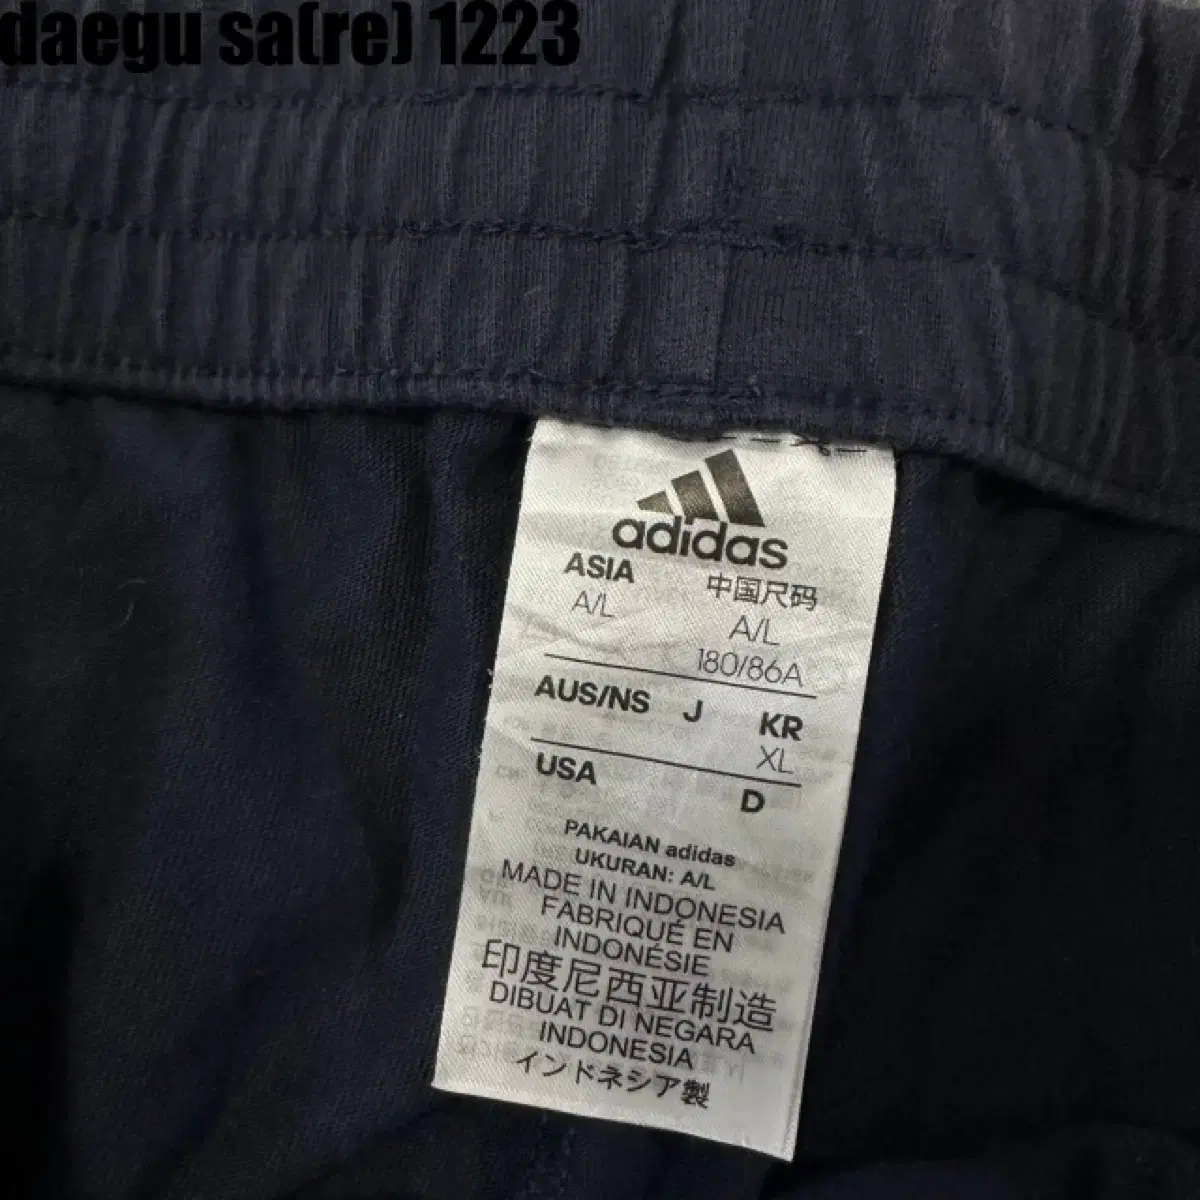 daegu sa(re) 1223
adidas
ASIA 中国尺码
A/L A/L
180/86A
AUS/NS J KR
XL
USA D
PAKAIAN adidas
UKURAN: A/L
MADE IN INDONESIA
FABRIQUÉ EN
INDONÉSIE
印度尼西亚制造
DIBUAT DI NEGARA
INDONESIA
インドネシア製